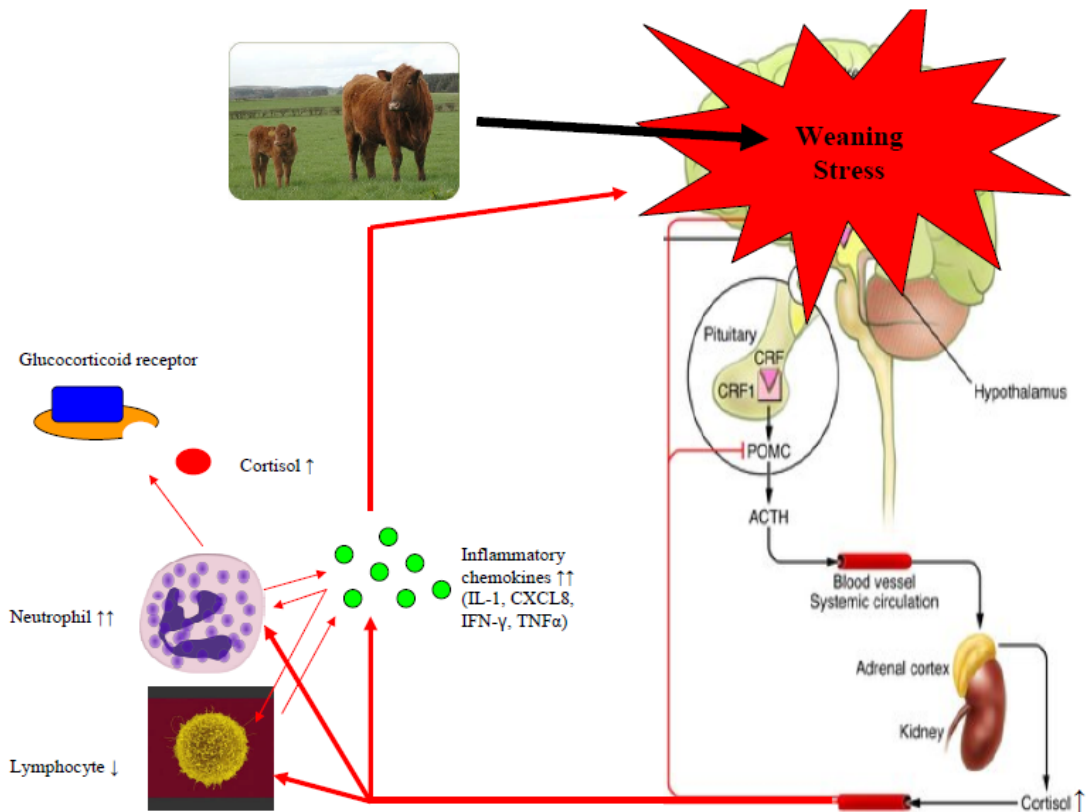 Weaning
Stress
Pituitary
CRF
CRF1
Hypothalamus
POMC
ACTH
Blood vessel
Systemic circulation
Adrenal cortex
Kidney
Cortisol ↑
Glucocorticoid receptor
Cortisol ↑
Inflammatory
chemokines ↑↑
(IL-1, CXCL8,
IFN-γ, TNFα)
Neutrophil ↑↑
Lymphocyte ↓